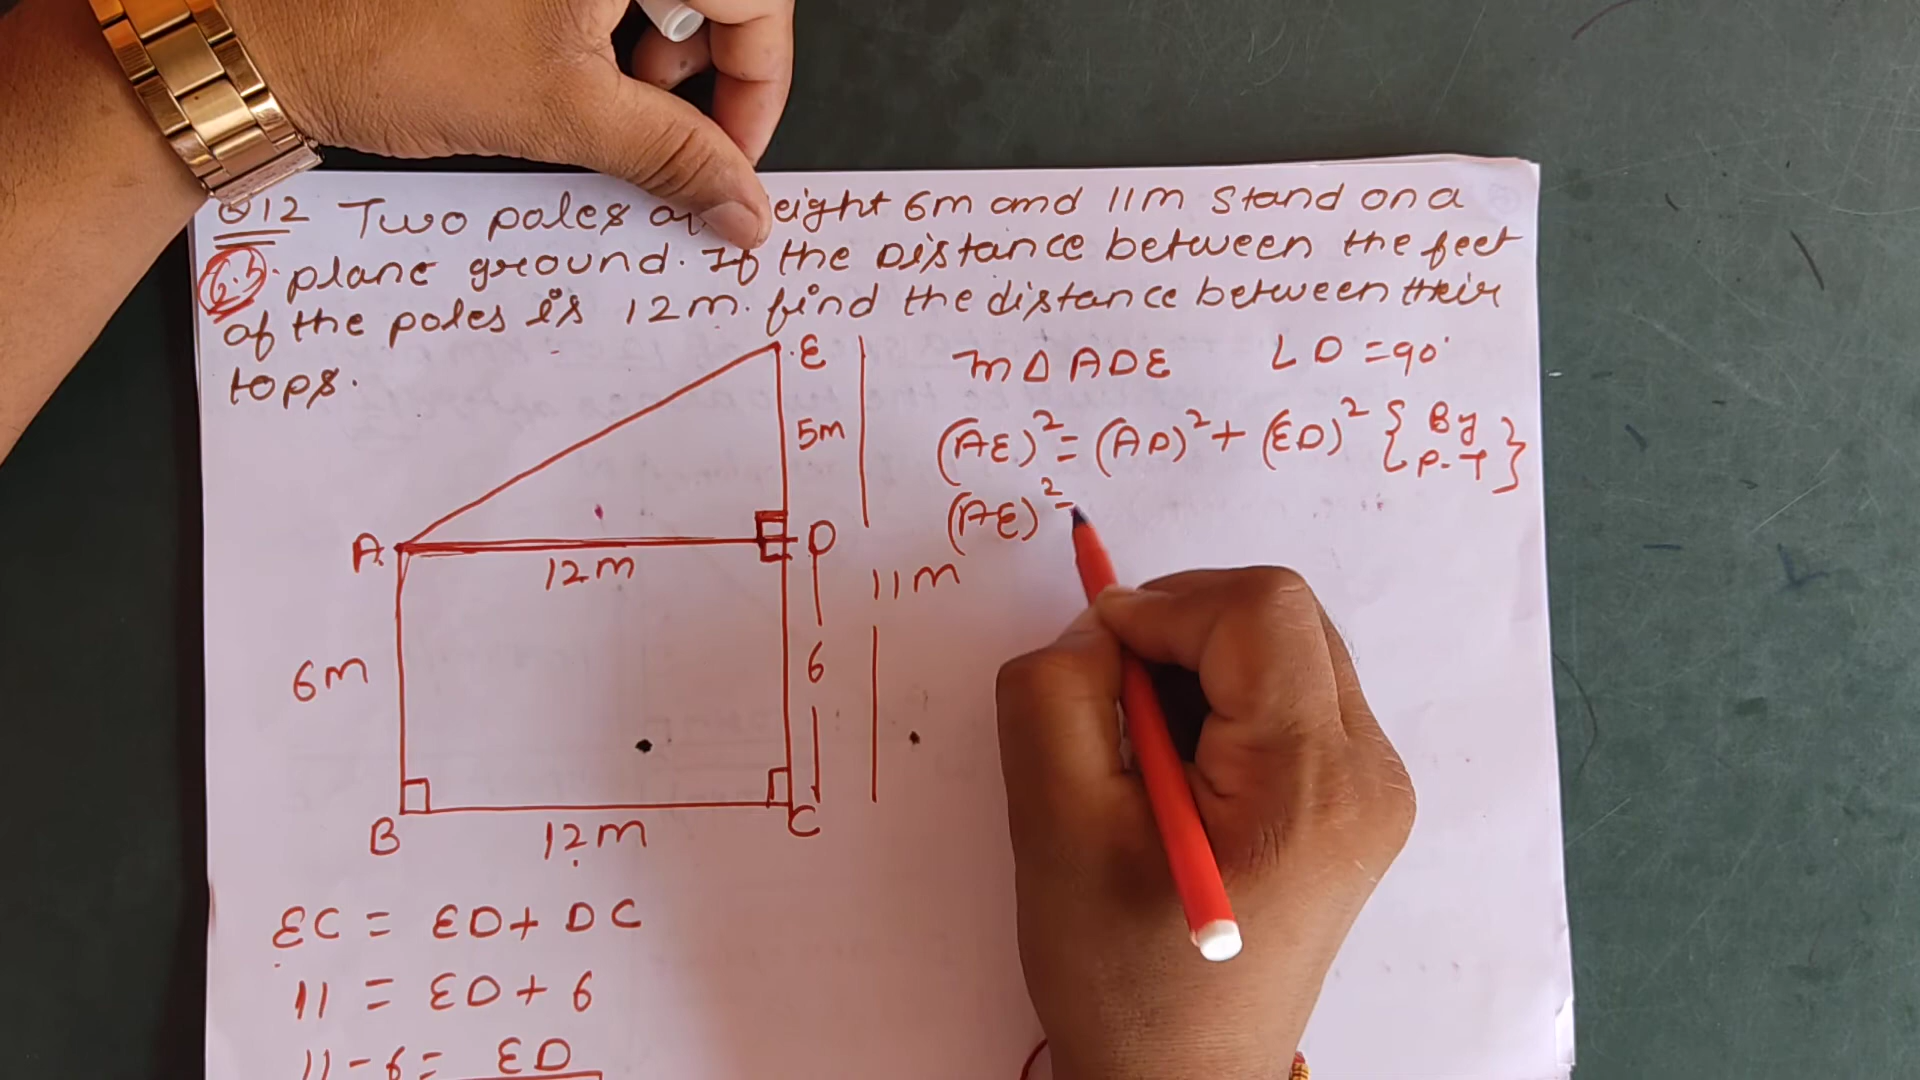 Q12 Two poles of height 6m and 11m stand on a
6.5. plane ground. If the Distance between the feet
of the poles is 12m. find the distance between their
tops.
E
5m
A
12m
D
11m
6m
6
B
12m
C
EC = ED + DC
11 = ED + 6
11 - 6 = ED
In Δ ADE ∠D = 90°
(AE)² = (AD)² + (ED)² { By P.T }
(AE)² =